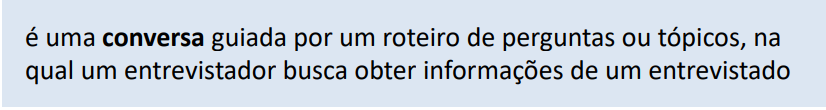 é uma conversa guiada por um roteiro de perguntas ou tópicos, na
qual um entrevistador busca obter informações de um entrevistado